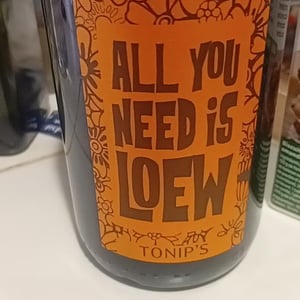 ALL YOU
NEED iS
LOEW
TONIP'S